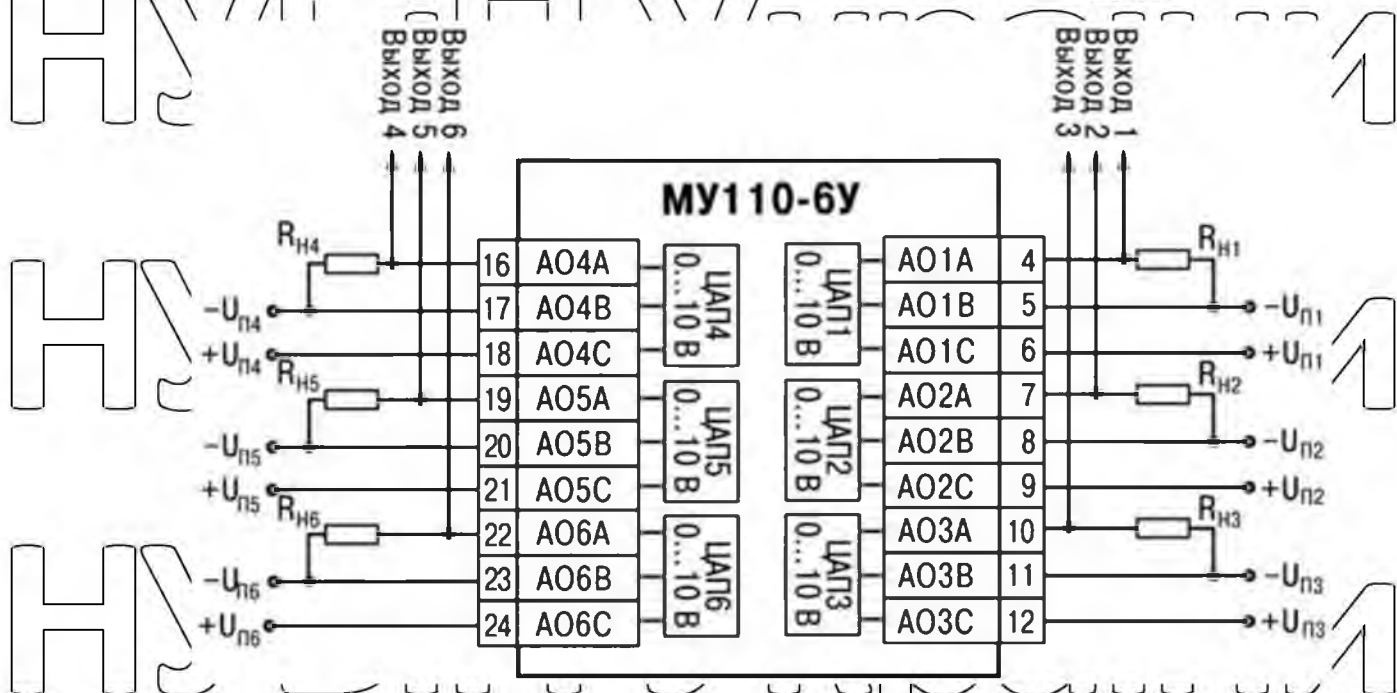 Выход 4
Выход 5
Выход 6
Выход 3
Выход 2
Выход 1
МУ110-6У
RН4
16 AO4A
17 AO4B
18 AO4C
ЦАП4
0...10 В
-UП4
+UП4
RН5
19 AO5A
20 AO5B
21 AO5C
ЦАП5
0...10 В
-UП5
+UП5
RН6
22 AO6A
23 AO6B
24 AO6C
ЦАП6
0...10 В
-UП6
+UП6
ЦАП1
0...10 В
AO1A 4
AO1B 5
AO1C 6
RН1
-UП1
+UП1
ЦАП2
0...10 В
AO2A 7
AO2B 8
AO2C 9
RН2
-UП2
+UП2
ЦАП3
0...10 В
AO3A 10
AO3B 11
AO3C 12
RН3
-UП3
+UП3